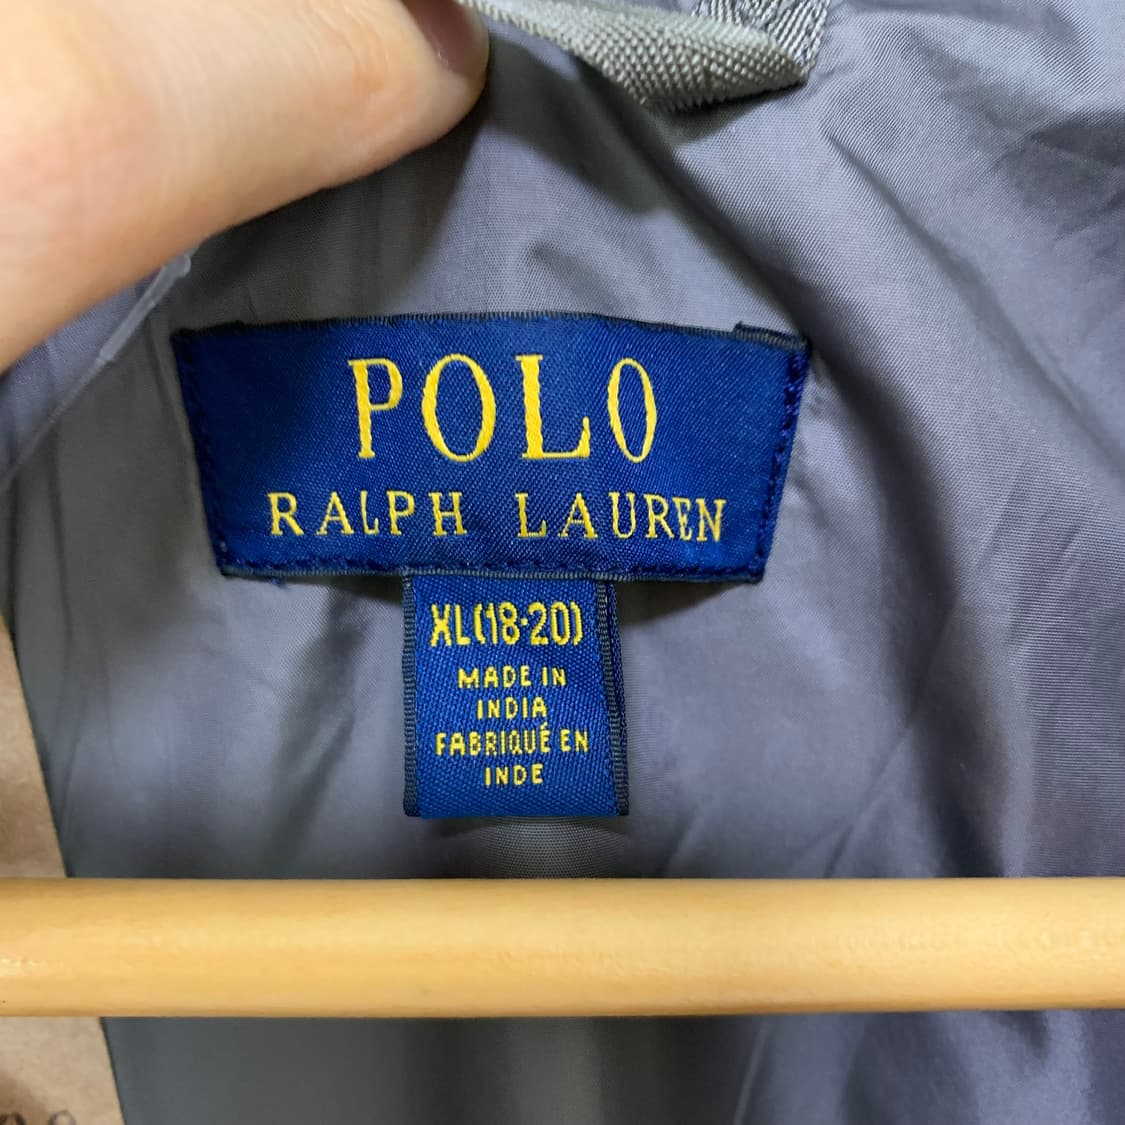 POLO
RALPH LAUREN
XL(18-20)
MADE IN
INDIA
FABRIQUÉ EN
INDE